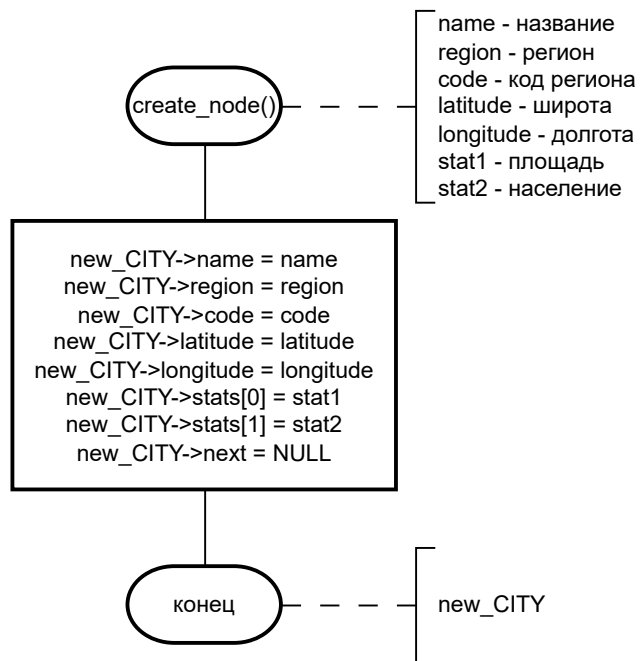 name - название
region - регион
code - код региона
latitude - широта
longitude - долгота
stat1 - площадь
stat2 - население
create_node()
new_CITY->name = name
new_CITY->region = region
new_CITY->code = code
new_CITY->latitude = latitude
new_CITY->longitude = longitude
new_CITY->stats[0] = stat1
new_CITY->stats[1] = stat2
new_CITY->next = NULL
конец
new_CITY